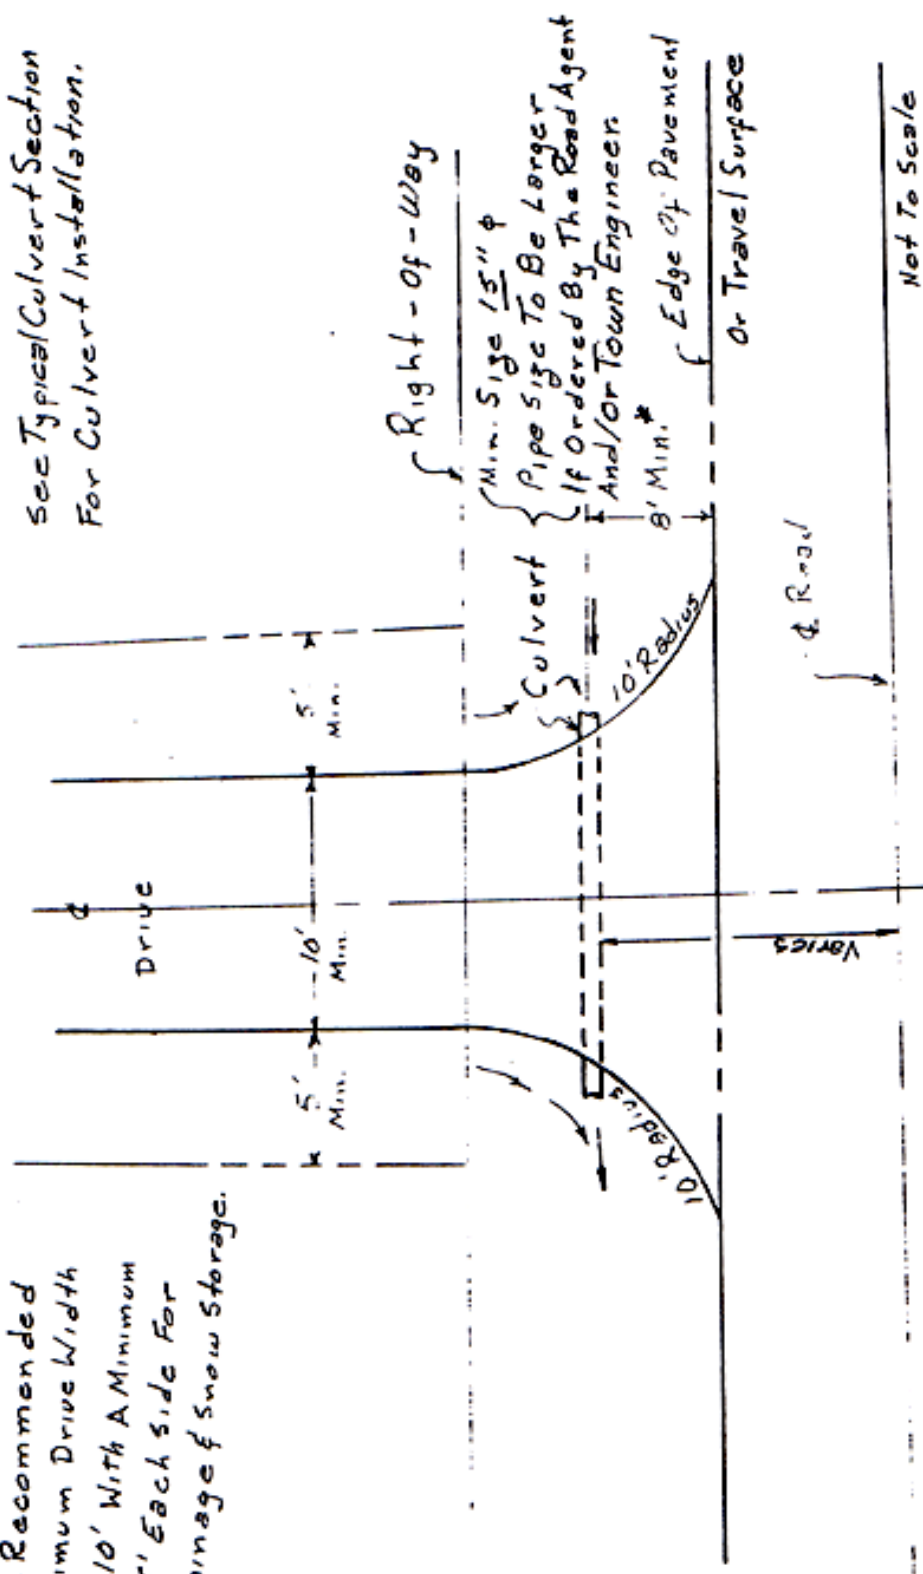 See Typical Culvert Section
For Culvert Installation.
Right-Of-Way
Min. Size 15" ϕ
Pipe Size To Be Larger
If Ordered By The Road Agent
And/Or Town Engineer.
Culvert
8' Min.*
Edge Of Pavement
Or Travel Surface
Not To Scale
℄ Road
10' Radius
5'
Min.
℄
Drive
10'
Min.
5'
Min.
Varies
10' Radius
Recommended
mum Drive Width
10' With A Minimum
' Each Side For
inage & Snow Storage.